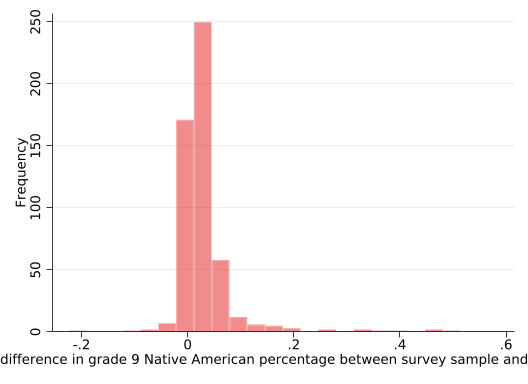 250
200
150
100
50
0
Frequency
-.2 0 .2 .4 .6
difference in grade 9 Native American percentage between survey sample and